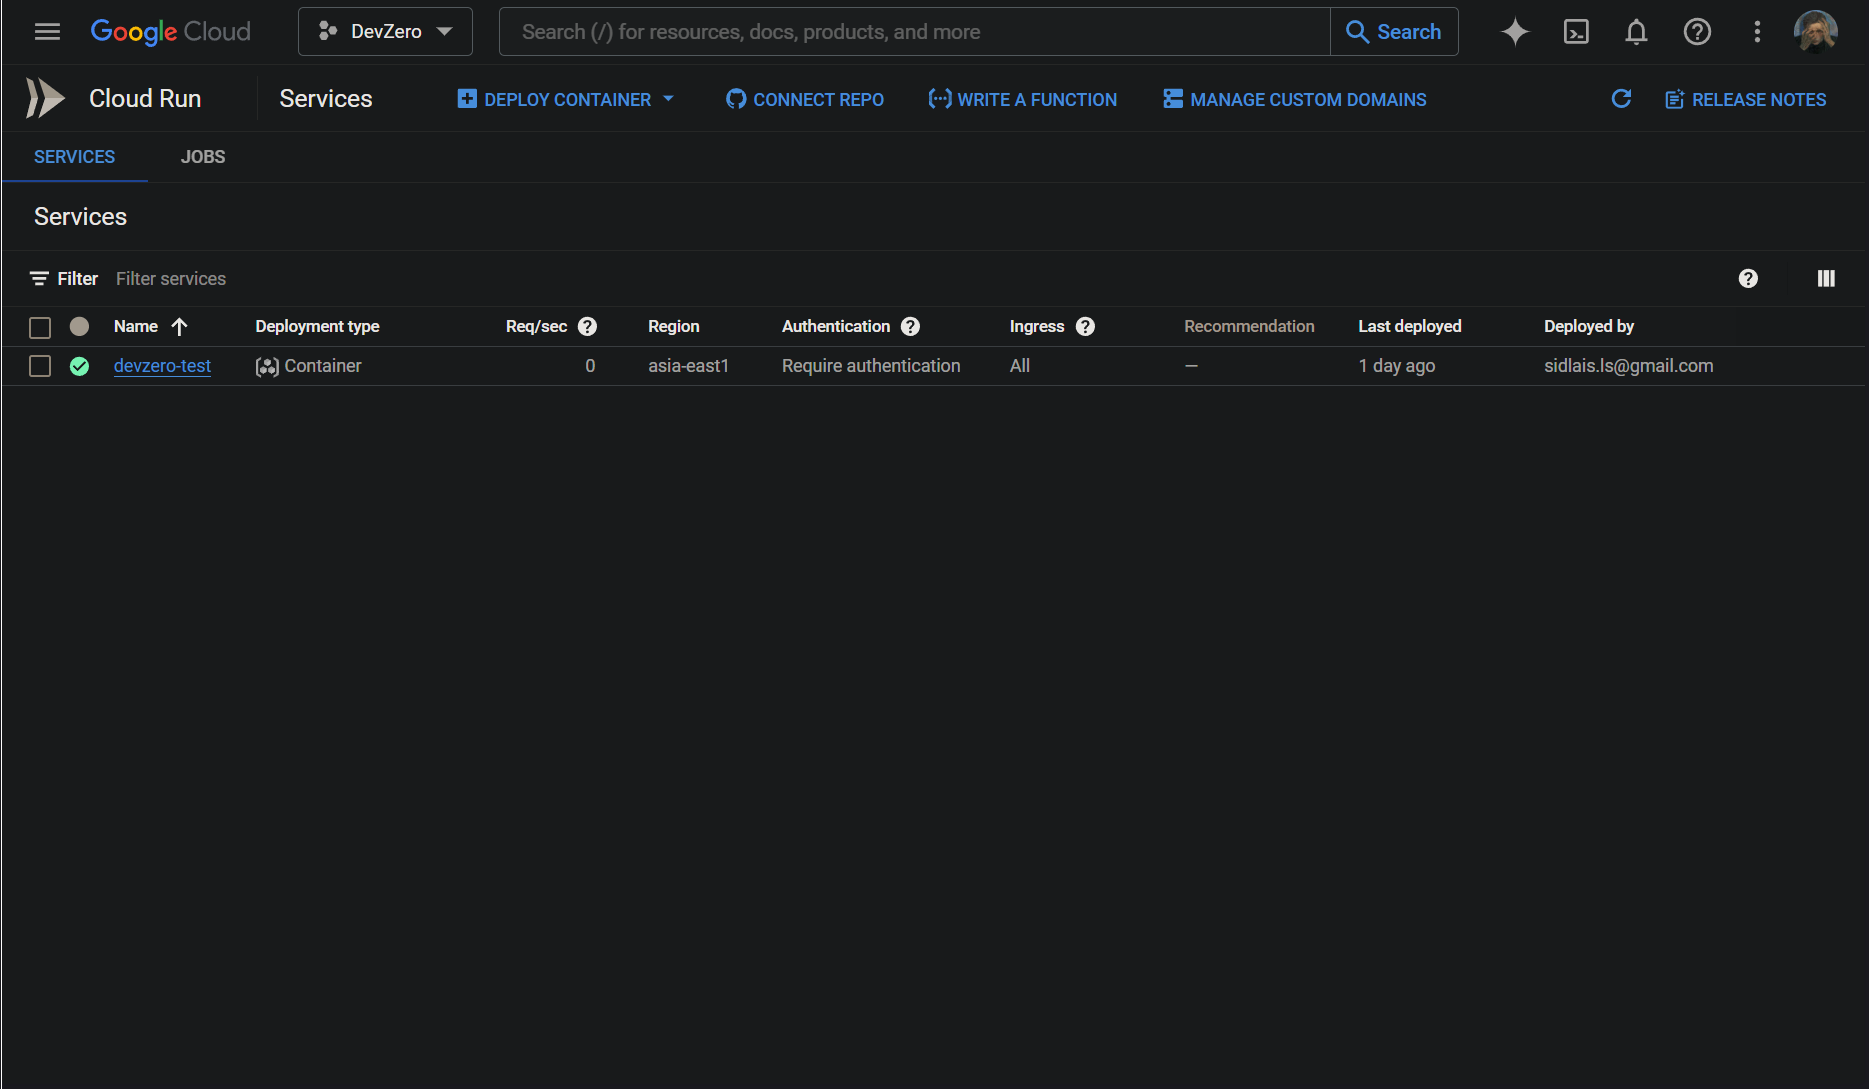 Google Cloud DevZero Search (/) for resources, docs, products, and more Search
Cloud Run Services DEPLOY CONTAINER CONNECT REPO WRITE A FUNCTION MANAGE CUSTOM DOMAINS RELEASE NOTES
SERVICES JOBS
Services
Filter Filter services
Name Deployment type Req/sec Region Authentication Ingress Recommendation Last deployed Deployed by
devzero-test Container 0 asia-east1 Require authentication All — 1 day ago sidlais.ls@gmail.com